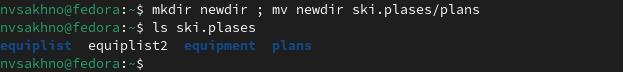 nvsakhno@fedora:~$ mkdir newdir ; mv newdir ski.plases/plans
nvsakhno@fedora:~$ ls ski.plases
equiplist  equiplist2  equipment  plans
nvsakhno@fedora:~$